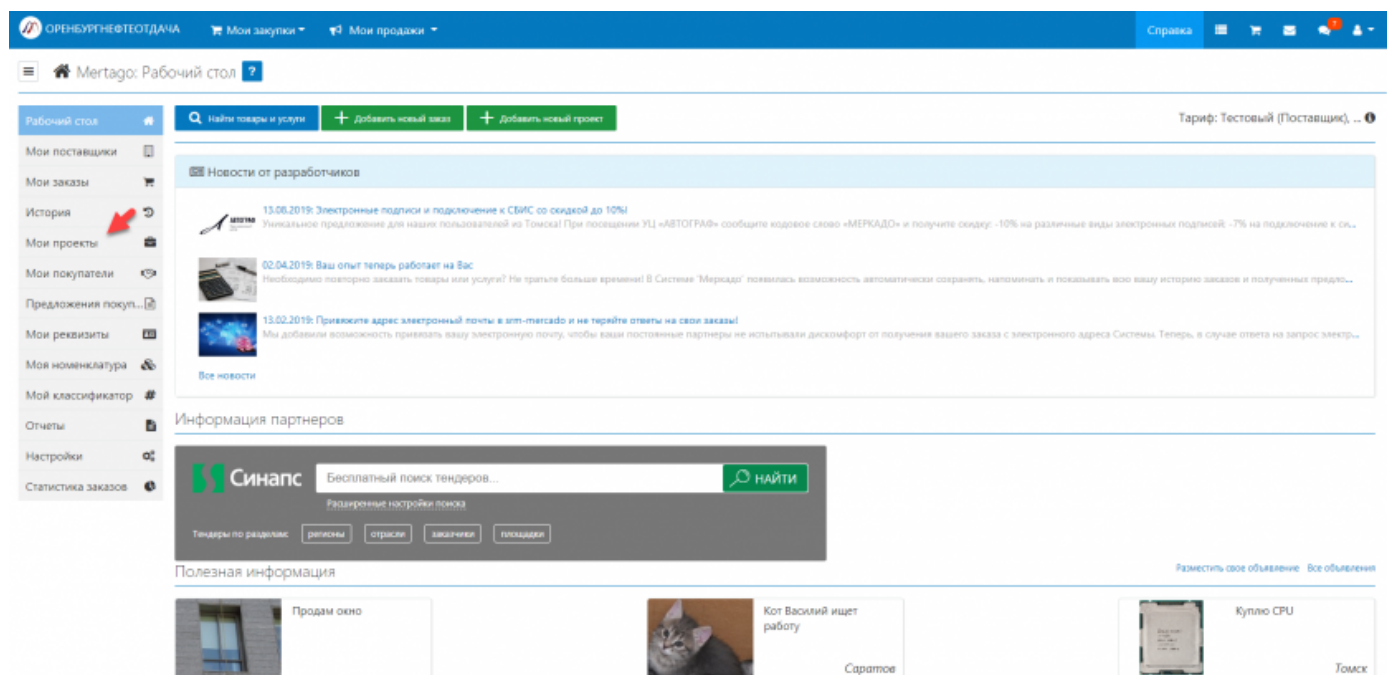 ОРЕНБУРГНЕФТЕОТДАЧА Мои закупки Мои продажи Справка
Mertago: Рабочий стол ?
Рабочий стол
Мои поставщики
Мои заказы
История
Мои проекты
Мои покупатели
Предложения покуп...
Мои реквизиты
Моя номенклатура
Мой классификатор
Отчеты
Настройки
Статистика заказов
Найти товары и услуги Добавить новый заказ Добавить новый проект Тариф: Тестовый (Поставщик), ...
Новости от разработчиков
13.08.2019: Электронные подписи и подключение к СБИС со скидкой до 10%!
Уникальное предложение для наших пользователей из Томска! При посещении УЦ «АВТОГРАФ» сообщите кодовое слово «МЕРКАДО» и получите скидку: -10% на различные виды электронных подписей; -7% на подключение к си...
02.04.2019: Ваш опыт теперь работает на Вас
Необходимо повторно заказать товары или услуги? Не тратьте больше времени! В Системе 'Меркадо' появилась возможность автоматически сохранять, напоминать и показывать всю вашу историю заказов и полученных предло...
13.02.2019: Привяжите адрес электронный почты в srm-mercado и не теряйте ответы на свои заказы!
Мы добавили возможность привязать вашу электронную почту, чтобы ваши постоянные партнеры не испытывали дискомфорт от получения вашего заказа с электронного адреса Системы. Теперь, в случае ответа на запрос электр...
Все новости
Информация партнеров
Синапс Бесплатный поиск тендеров... НАЙТИ
Расширенные настройки поиска
Тендеры по разделам: регионы отрасли заказчики площадки
Полезная информация Разместить свое объявление Все объявления
Продам окно
Кот Василий ищет
работу
Саратов
Куплю CPU
Томск